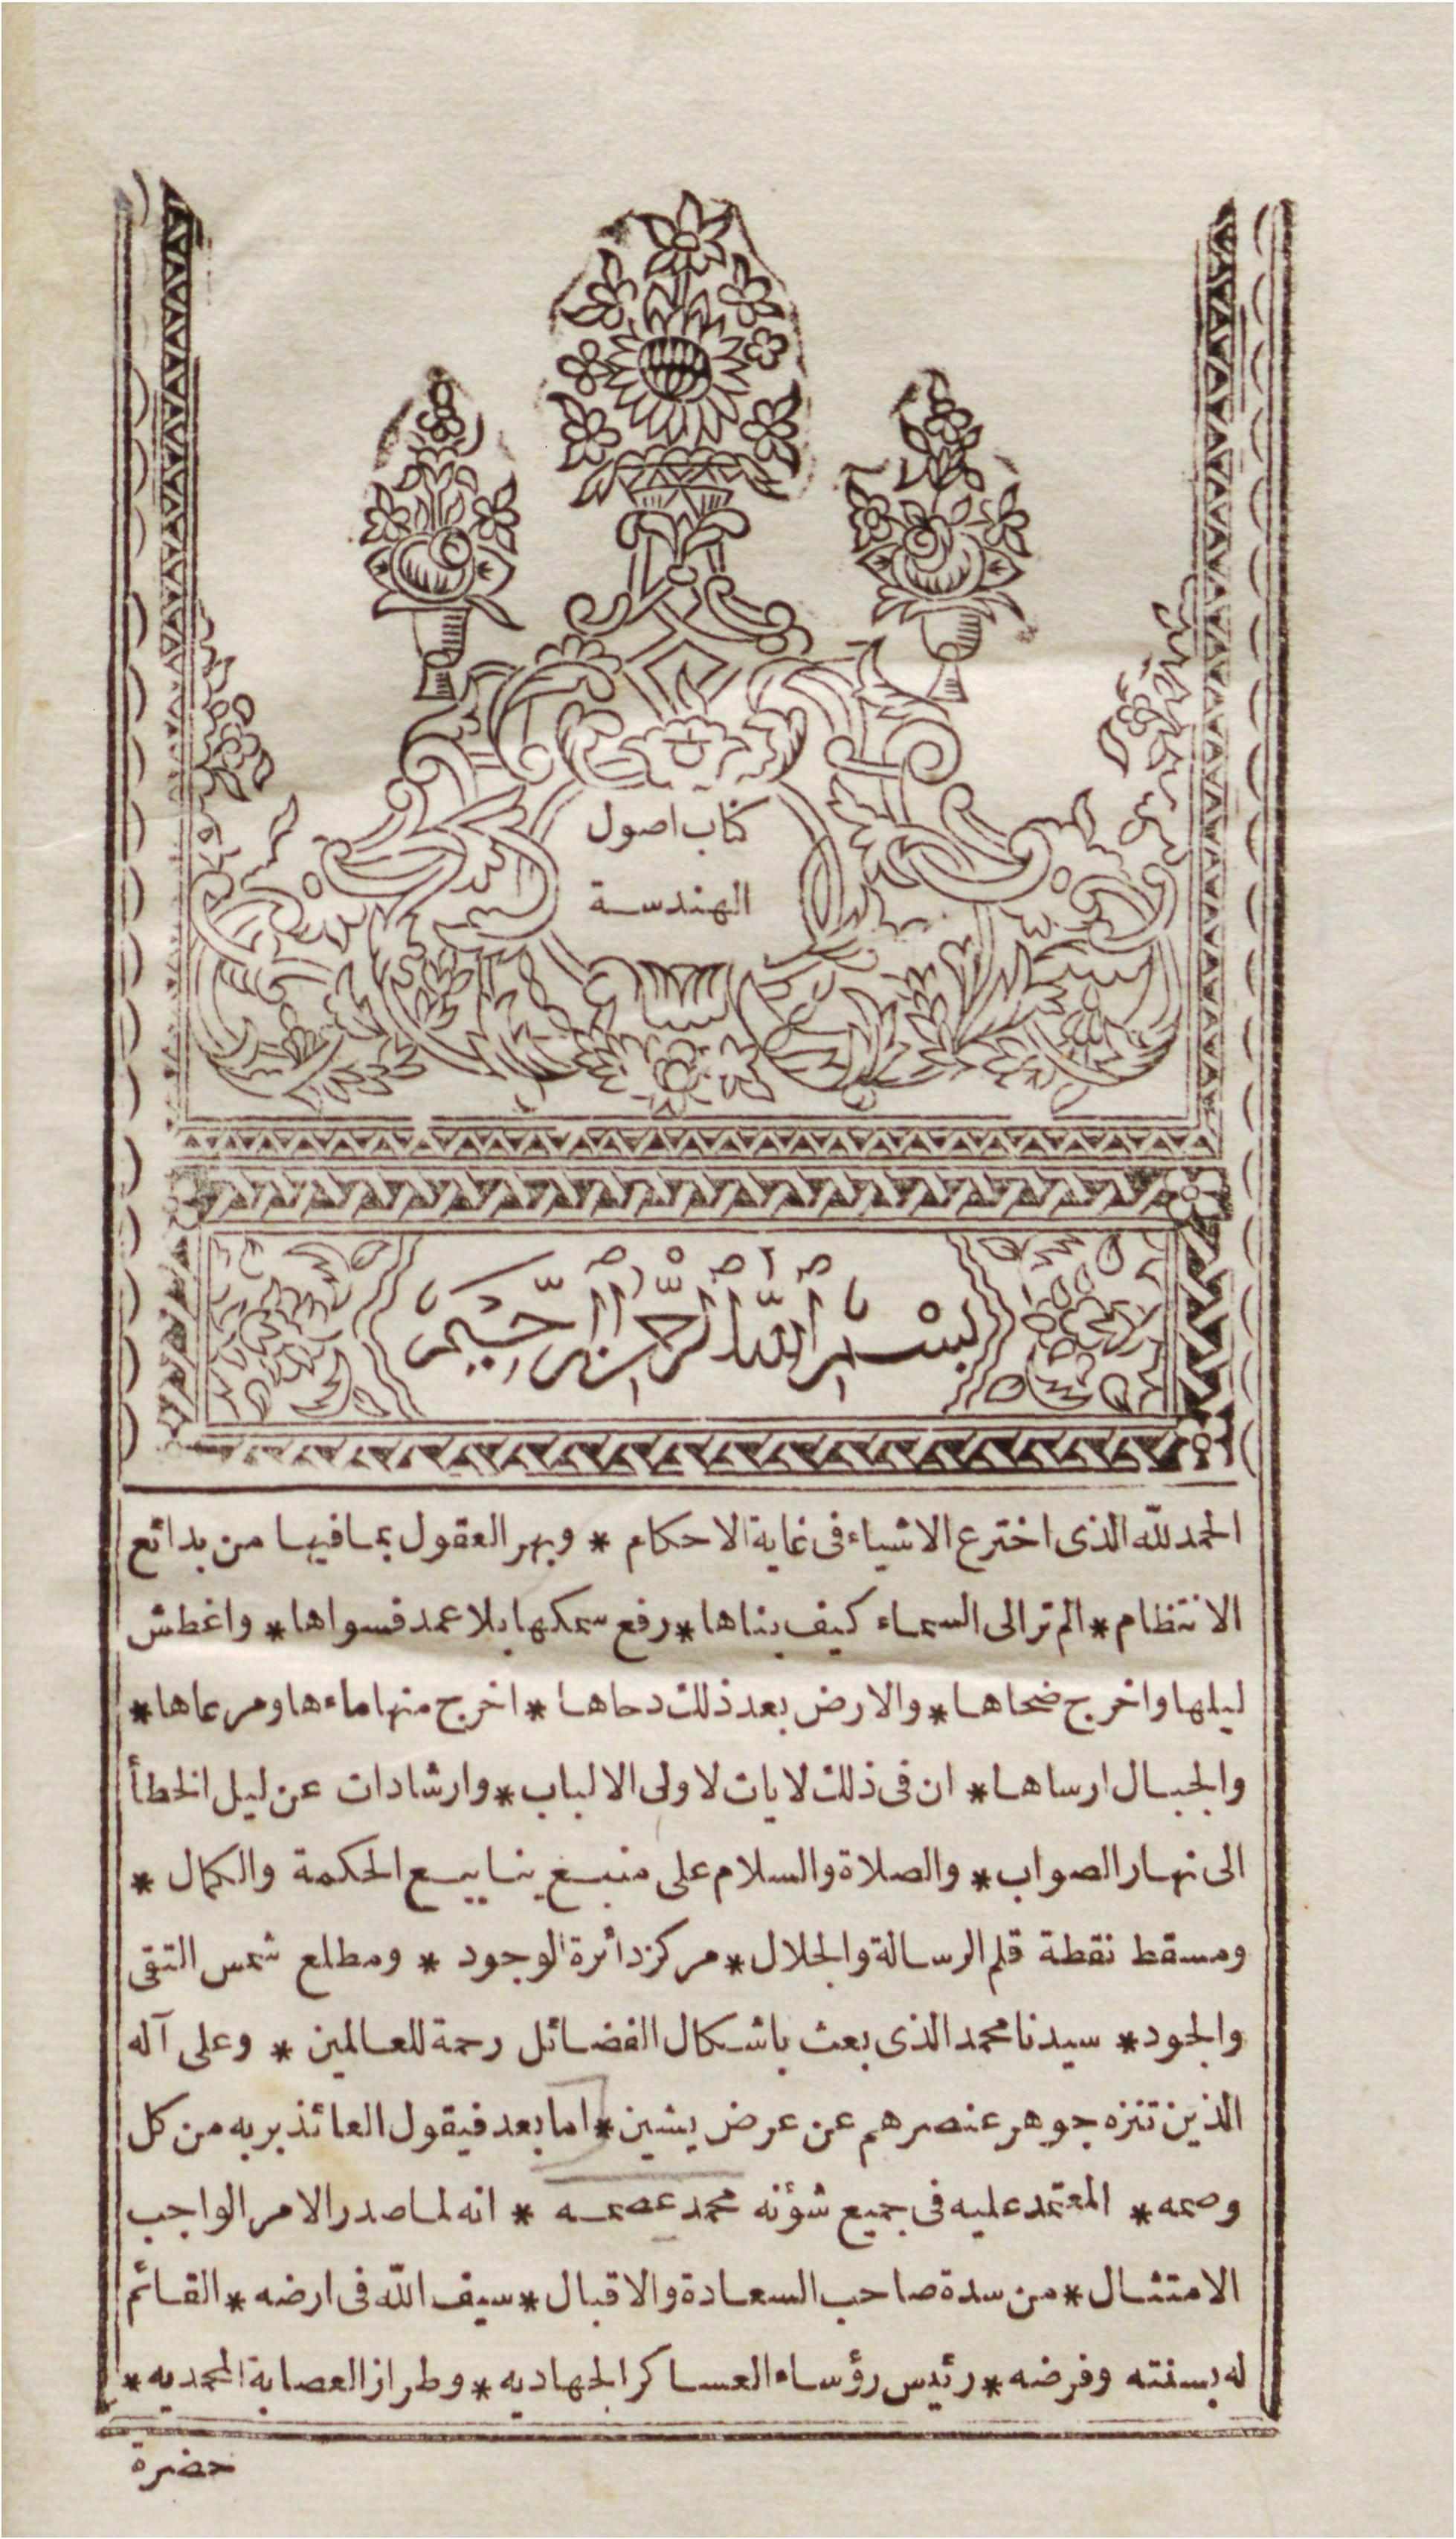 كتاب اصول
الهندسة
بسم الله الرحمن الرحيم
الحمد لله الذى اخترع الاشياء فى غاية الاحكام * وبهر العقول بما فيها من بدائع
الانتظام * الم تر الى السماء كيف بناها * رفع سمكها بلا عمد فسواها * واغطش
ليلها واخرج ضحاها * والارض بعد ذلك دحاها * اخرج منها ماءها ومرعاها *
والجبال ارساها * ان فى ذلك لايات لاولى الالباب * وارشادات عن ليل الخطأ
الى نهار الصواب * والصلاة والسلام على منبع ينابيع الحكمة والكمال *
ومسقط نقطة قلم الرسالة والجلال * مركز دائرة الوجود * ومطلع شمس التقى
والجود * سيدنا محمد الذى بعث باشكال الفضائل رحمة للعالمين * وعلى آله
الذين تنزه جوهر عنصرهم عن عرض يشين * اما بعد فيقول العائذ بربه من كل
وصمه * المعتمد عليه فى جميع شؤنه محمد عصمه * انه لما صدر الامر الواجب
الامتثال * من سدة صاحب السعادة والاقبال * سيف الله فى ارضه * القائم
له بسنته وفرضه * رئيس رؤساء العساكر الجهاديه * وطراز العصابة المحمديه *
حضرة